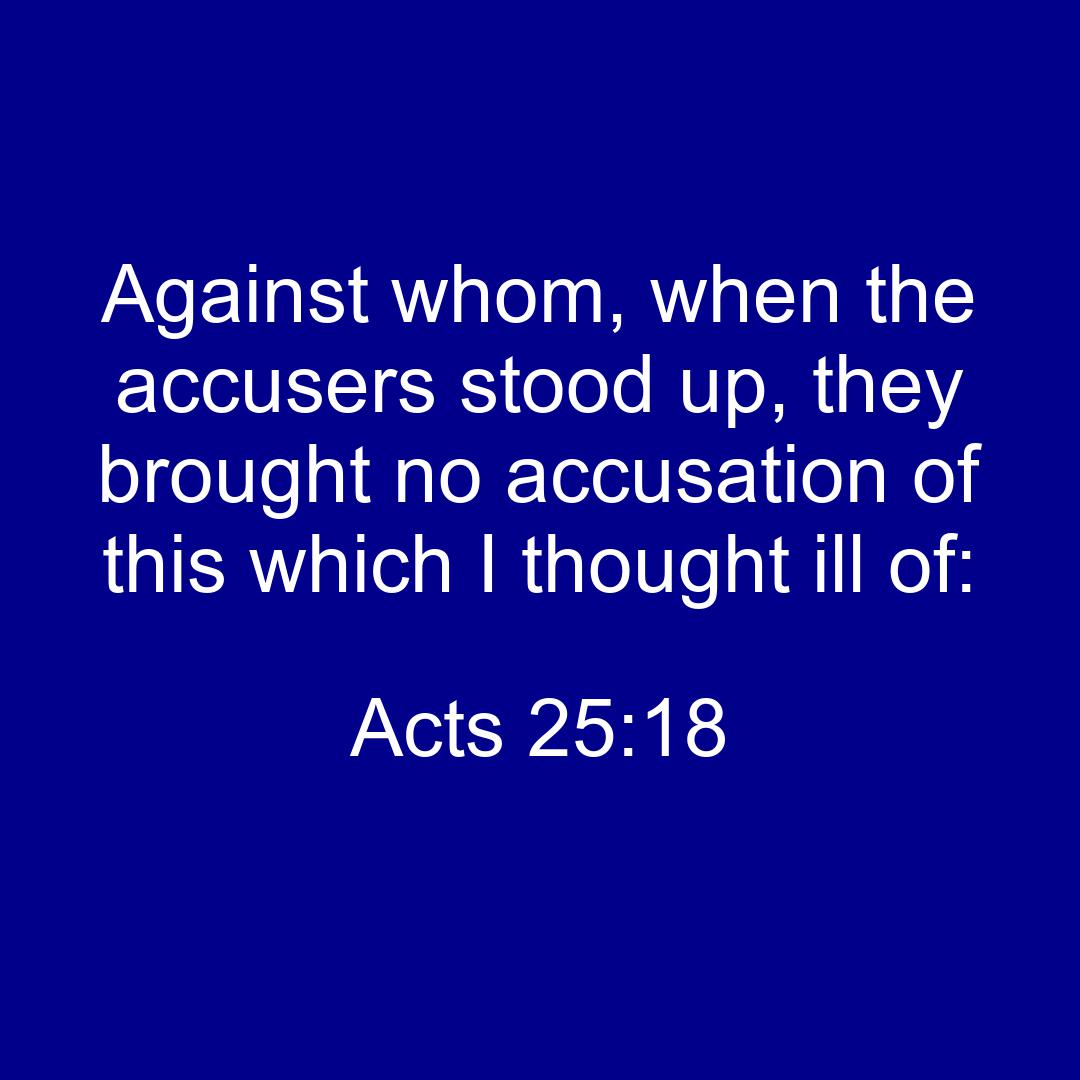 Against whom, when the
accusers stood up, they
brought no accusation of
this which I thought ill of:
Acts 25:18